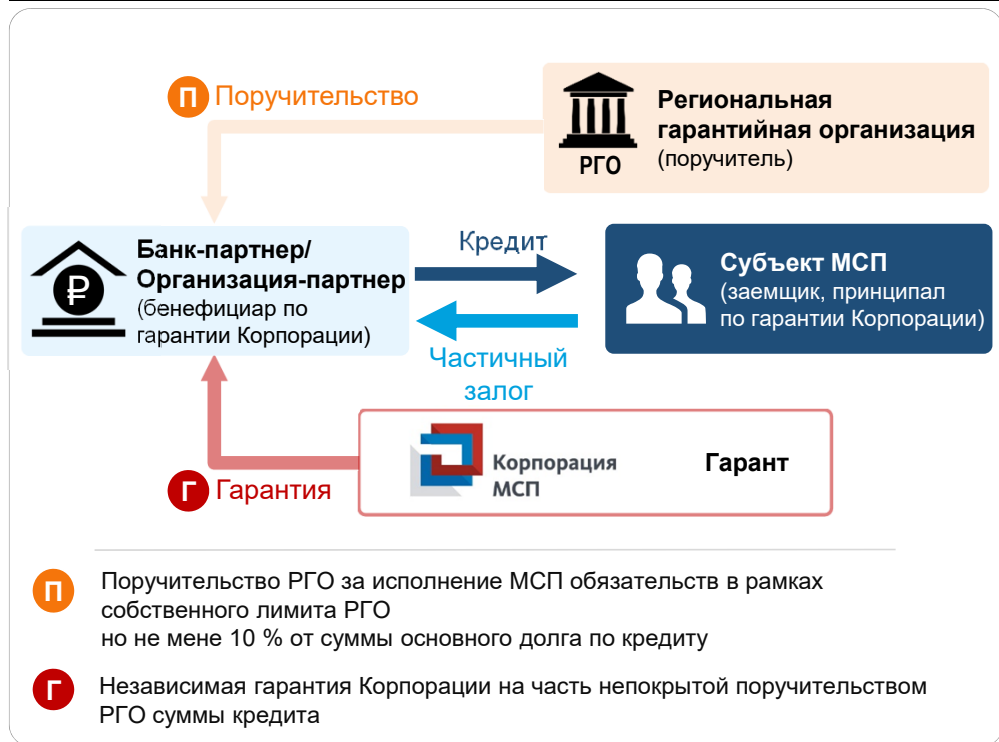 П Поручительство
Региональная
гарантийная организация
(поручитель)
РГО
Банк-партнер/
Организация-партнер
(бенефициар по
гарантии Корпорации)
₽
Кредит
Субъект МСП
(заемщик, принципал
по гарантии Корпорации)
Частичный
залог
Корпорация
МСП
Гарант
Г Гарантия
П
Поручительство РГО за исполнение МСП обязательств в рамках
собственного лимита РГО
но не мене 10 % от суммы основного долга по кредиту
Г
Независимая гарантия Корпорации на часть непокрытой поручительством
РГО суммы кредита